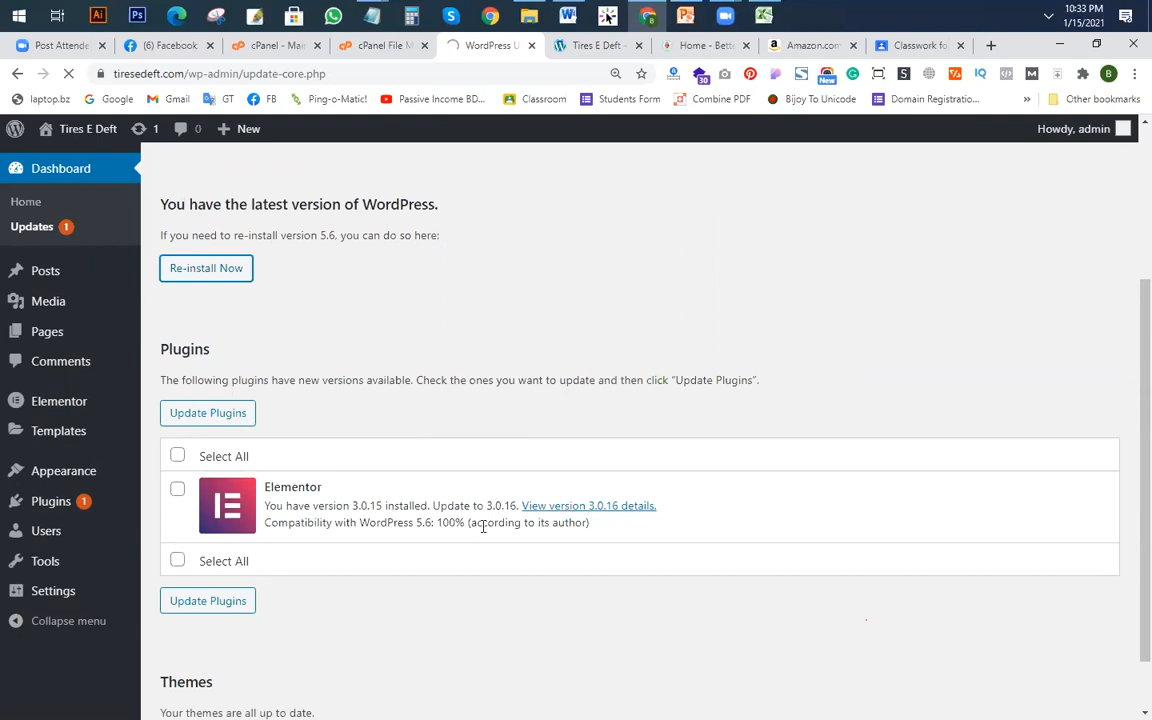 10:33 PM
1/15/2021
Post Attende
(6) Facebook
cPanel - Main
cPanel File M
WordPress U
Tires E Deft -
Home - Bette
Amazon.com
Classwork fo
tiresedeft.com/wp-admin/update-core.php
laptop.bz
Google
Gmail
GT
FB
Ping-o-Matic!
Passive Income BD...
Classroom
Students Form
Combine PDF
Bijoy To Unicode
Domain Registratio...
»
Other bookmarks
Tires E Deft
1
0
New
Howdy, admin
Dashboard
Home
Updates 1
Posts
Media
Pages
Comments
Elementor
Templates
Appearance
Plugins 1
Users
Tools
Settings
Collapse menu
You have the latest version of WordPress.
If you need to re-install version 5.6, you can do so here:
Re-install Now
Plugins
The following plugins have new versions available. Check the ones you want to update and then click “Update Plugins”.
Update Plugins
Select All
Elementor
You have version 3.0.15 installed. Update to 3.0.16. View version 3.0.16 details.
Compatibility with WordPress 5.6: 100% (according to its author)
Select All
Update Plugins
Themes
Your themes are all up to date.